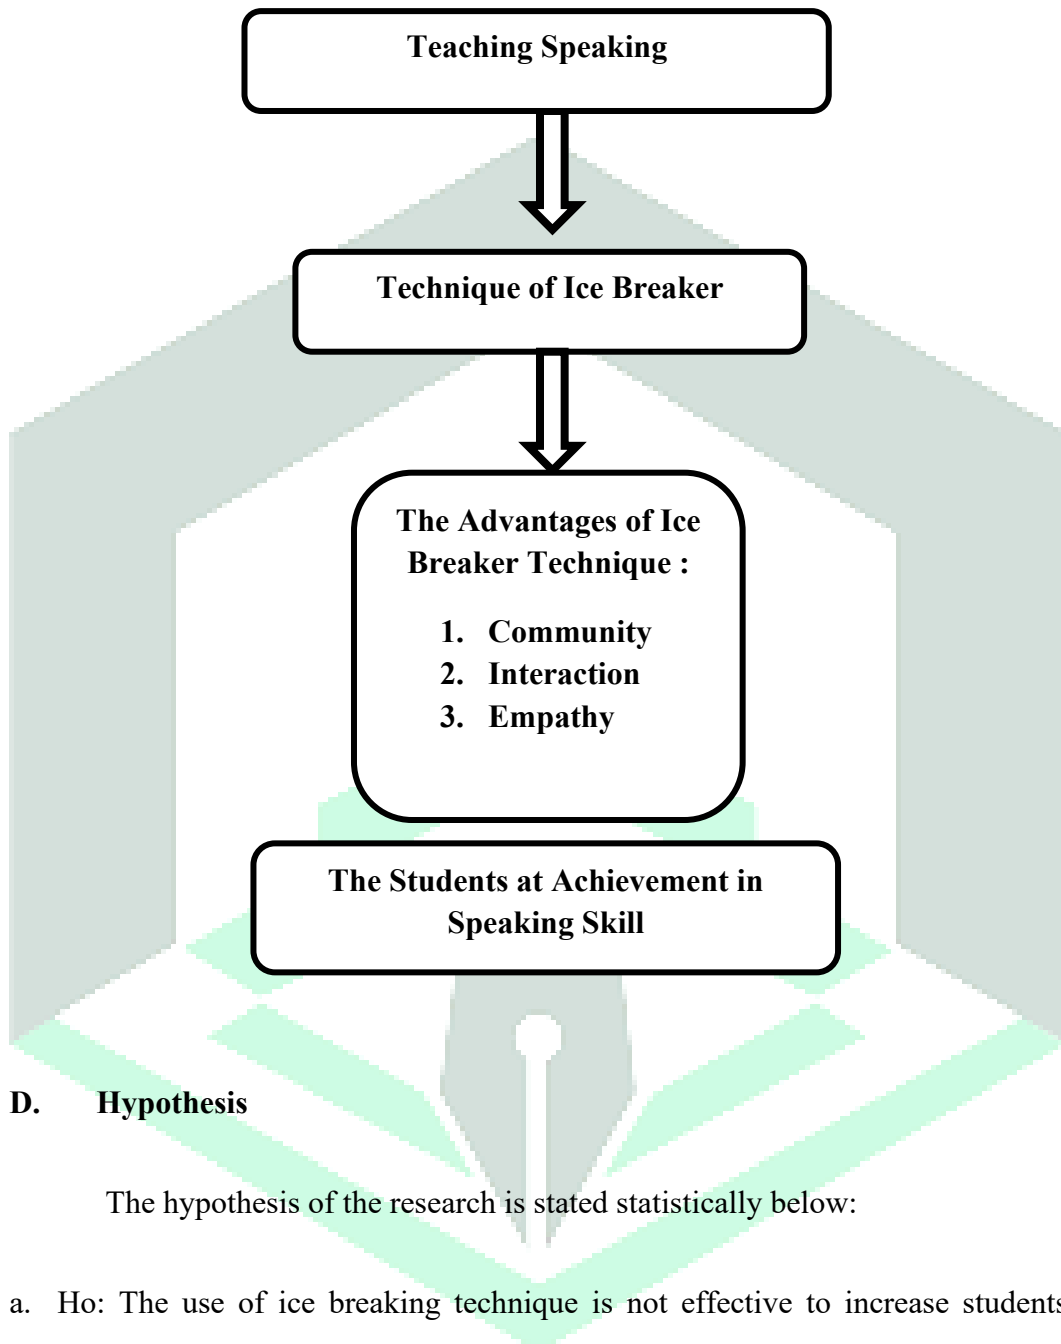 Teaching Speaking
Technique of Ice Breaker
The Advantages of Ice
Breaker Technique :
1. Community
2. Interaction
3. Empathy
The Students at Achievement in
Speaking Skill
D. Hypothesis
The hypothesis of the research is stated statistically below:
a. Ho: The use of ice breaking technique is not effective to increase students